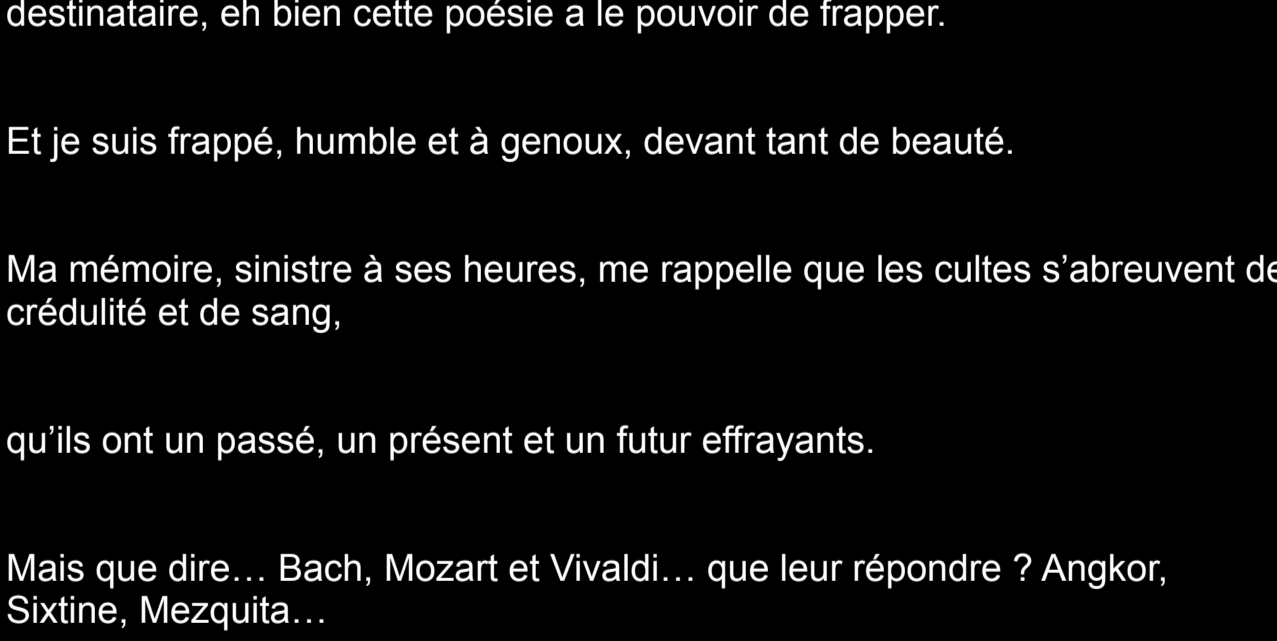 destinataire, eh bien cette poésie a le pouvoir de frapper.
Et je suis frappé, humble et à genoux, devant tant de beauté.
Ma mémoire, sinistre à ses heures, me rappelle que les cultes s’abreuvent de
crédulité et de sang,
qu’ils ont un passé, un présent et un futur effrayants.
Mais que dire… Bach, Mozart et Vivaldi… que leur répondre ? Angkor,
Sixtine, Mezquita…